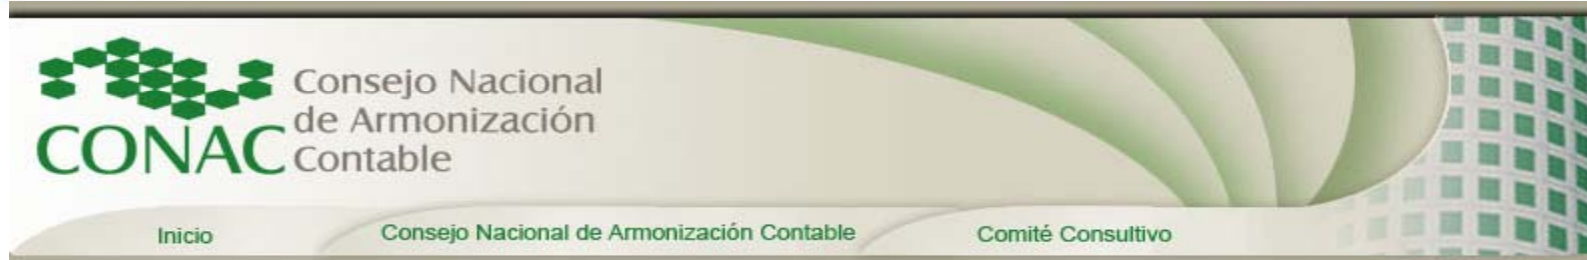 CONAC
Consejo Nacional
de Armonización
Contable
Inicio
Consejo Nacional de Armonización Contable
Comité Consultivo